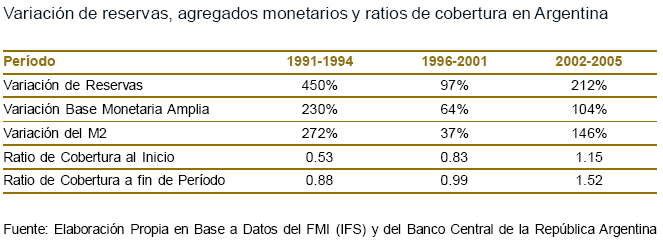 Variación de reservas, agregados monetarios y ratios de cobertura en Argentina
Período 1991-1994 1996-2001 2002-2005
Variación de Reservas 450% 97% 212%
Variación Base Monetaria Amplia 230% 64% 104%
Variación del M2 272% 37% 146%
Ratio de Cobertura al Inicio 0.53 0.83 1.15
Ratio de Cobertura a fin de Período 0.88 0.99 1.52
Fuente: Elaboración Propia en Base a Datos del FMI (IFS) y del Banco Central de la República Argentina